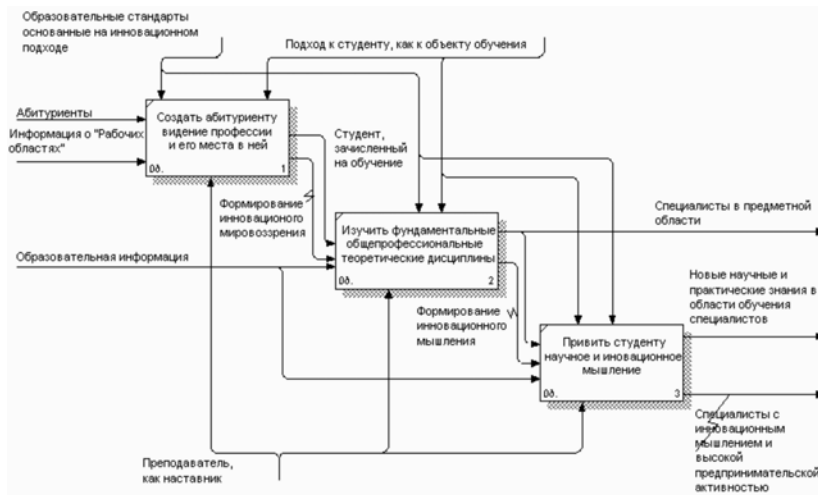 Образовательные стандарты
основанные на инновационном
подходе
Подход к студенту, как к объекту обучения
Абитуриенты
Информация о "Рабочих
областях"
Создать абитуриенту
видение профессии
и его места в ней
0р.
1
Студент,
зачисленный
на обучение
Формирование
инновационого
мировоззрения
Изучить фундаментальные
общепрофессиональные
теоретические дисциплины
0р.
2
Специалисты в предметной
области
Образовательная информация
Формирование
инновационного
мышления
Новые научные и
практические знания в
области обучения
специалистов
Привить студенту
научное и иновационное
мышление
0р.
3
Специалисты с
инновационным
мышлением и
высокой
предпринимательской
активностью
Преподаватель,
как наставник